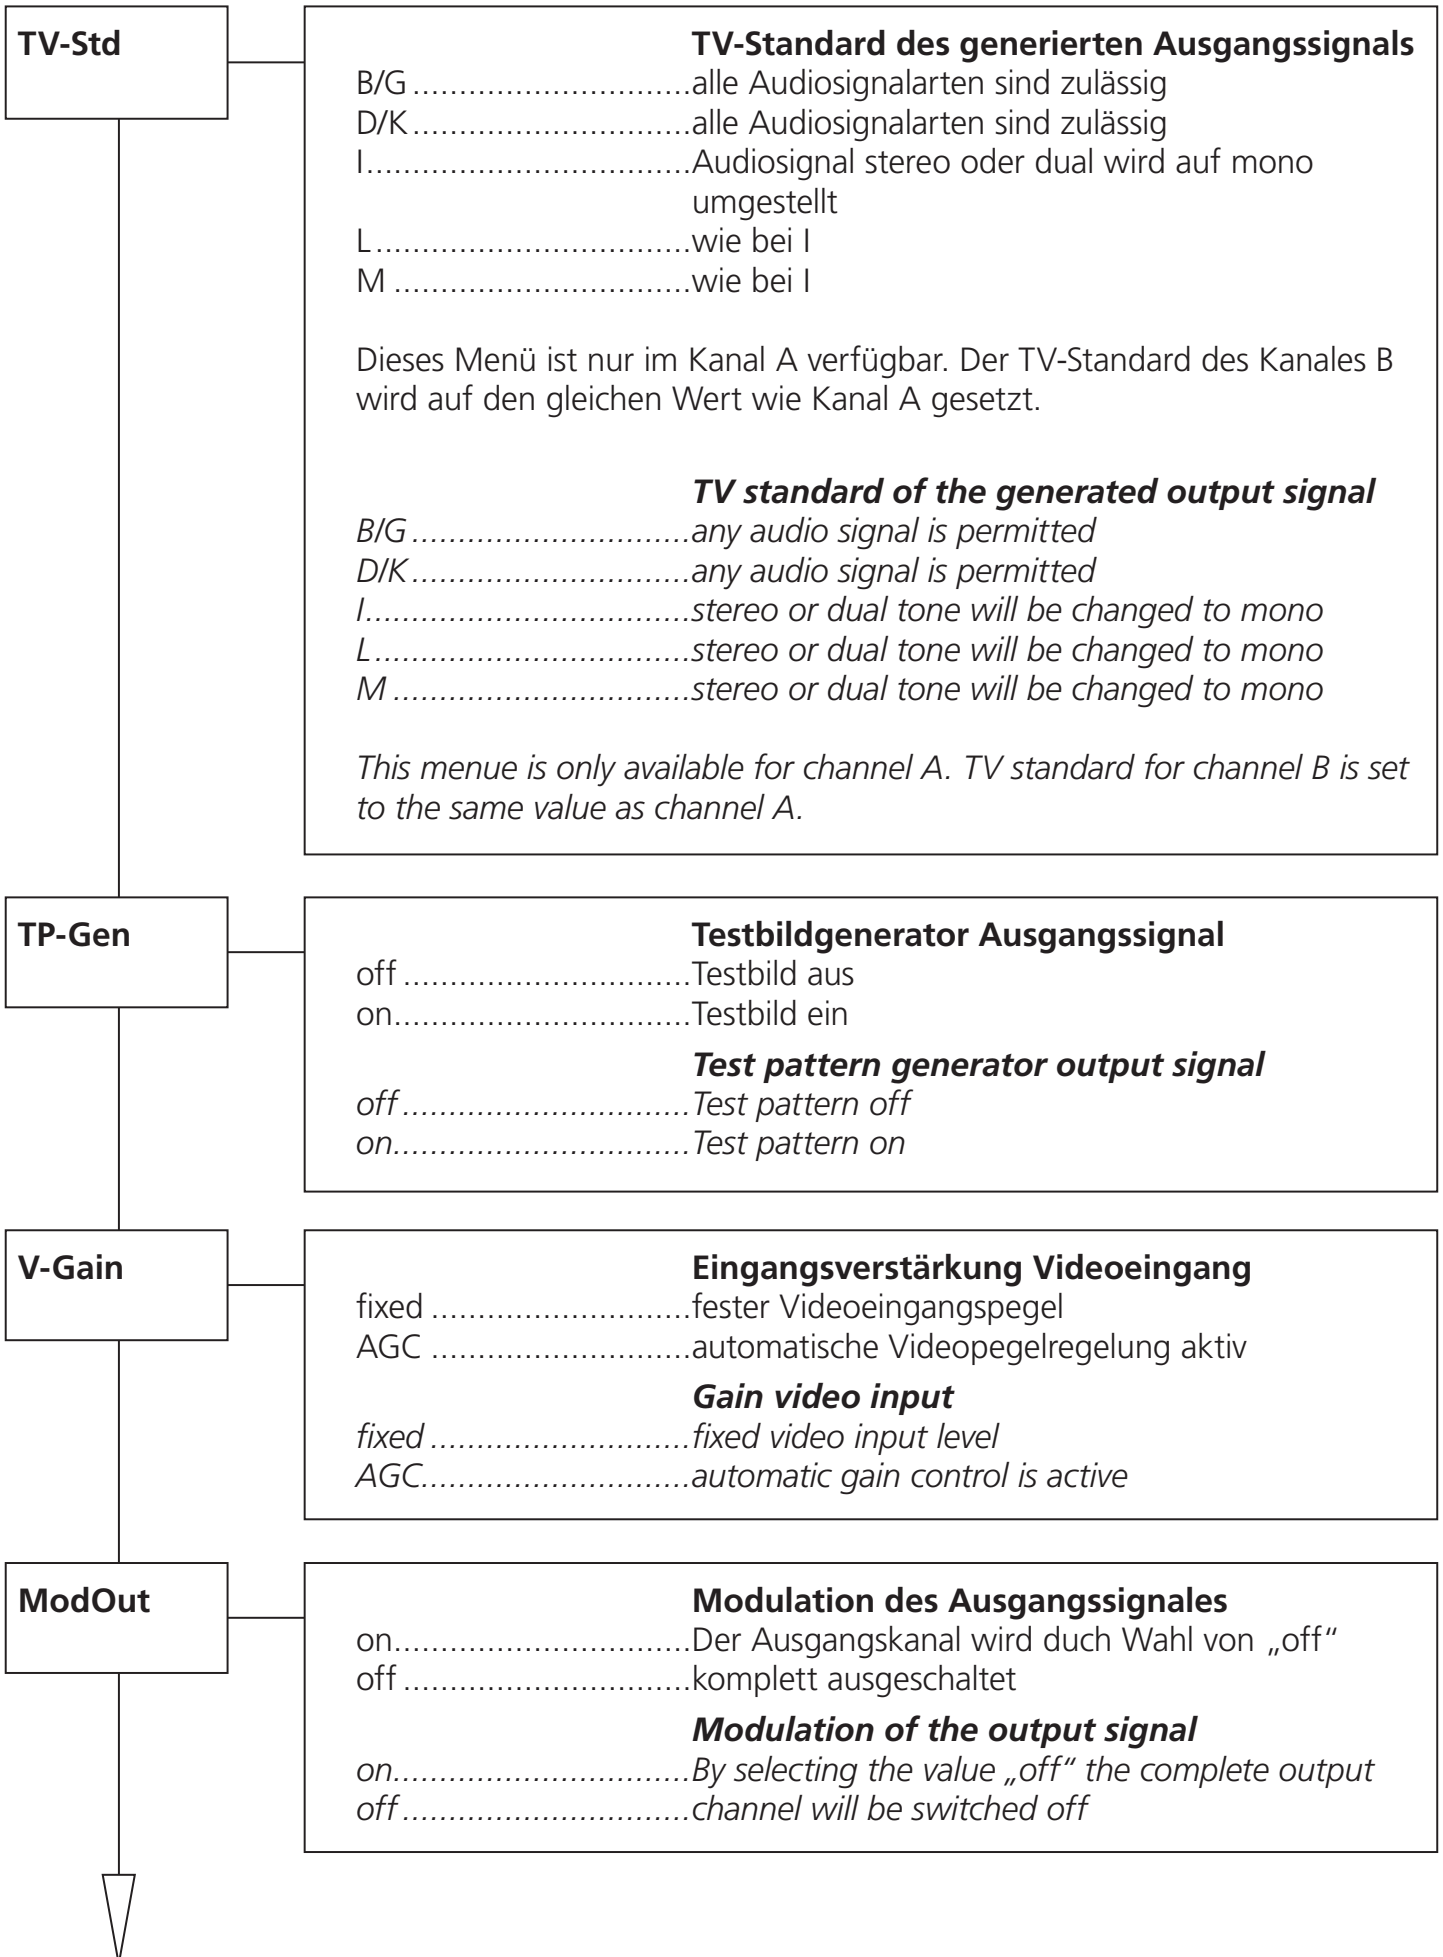 TV-Std
TV-Standard des generierten Ausgangssignals
B/G ..............................alle Audiosignalarten sind zulässig
D/K ..............................alle Audiosignalarten sind zulässig
I...................................Audiosignal stereo oder dual wird auf mono
umgestellt
L ..................................wie bei I
M ................................wie bei I
Dieses Menü ist nur im Kanal A verfügbar. Der TV-Standard des Kanales B
wird auf den gleichen Wert wie Kanal A gesetzt.
TV standard of the generated output signal
B/G ..............................any audio signal is permitted
D/K ..............................any audio signal is permitted
I...................................stereo or dual tone will be changed to mono
L ..................................stereo or dual tone will be changed to mono
M ................................stereo or dual tone will be changed to mono
This menue is only available for channel A. TV standard for channel B is set
to the same value as channel A.
TP-Gen
Testbildgenerator Ausgangssignal
off ...............................Testbild aus
on................................Testbild ein
Test pattern generator output signal
off ...............................Test pattern off
on................................Test pattern on
V-Gain
Eingangsverstärkung Videoeingang
fixed ............................fester Videoeingangspegel
AGC ............................automatische Videopegelregelung aktiv
Gain video input
fixed ............................fixed video input level
AGC.............................automatic gain control is active
ModOut
Modulation des Ausgangssignales
on................................Der Ausgangskanal wird duch Wahl von „off“
off ...............................komplett ausgeschaltet
Modulation of the output signal
on................................By selecting the value „off“ the complete output
off ...............................channel will be switched off